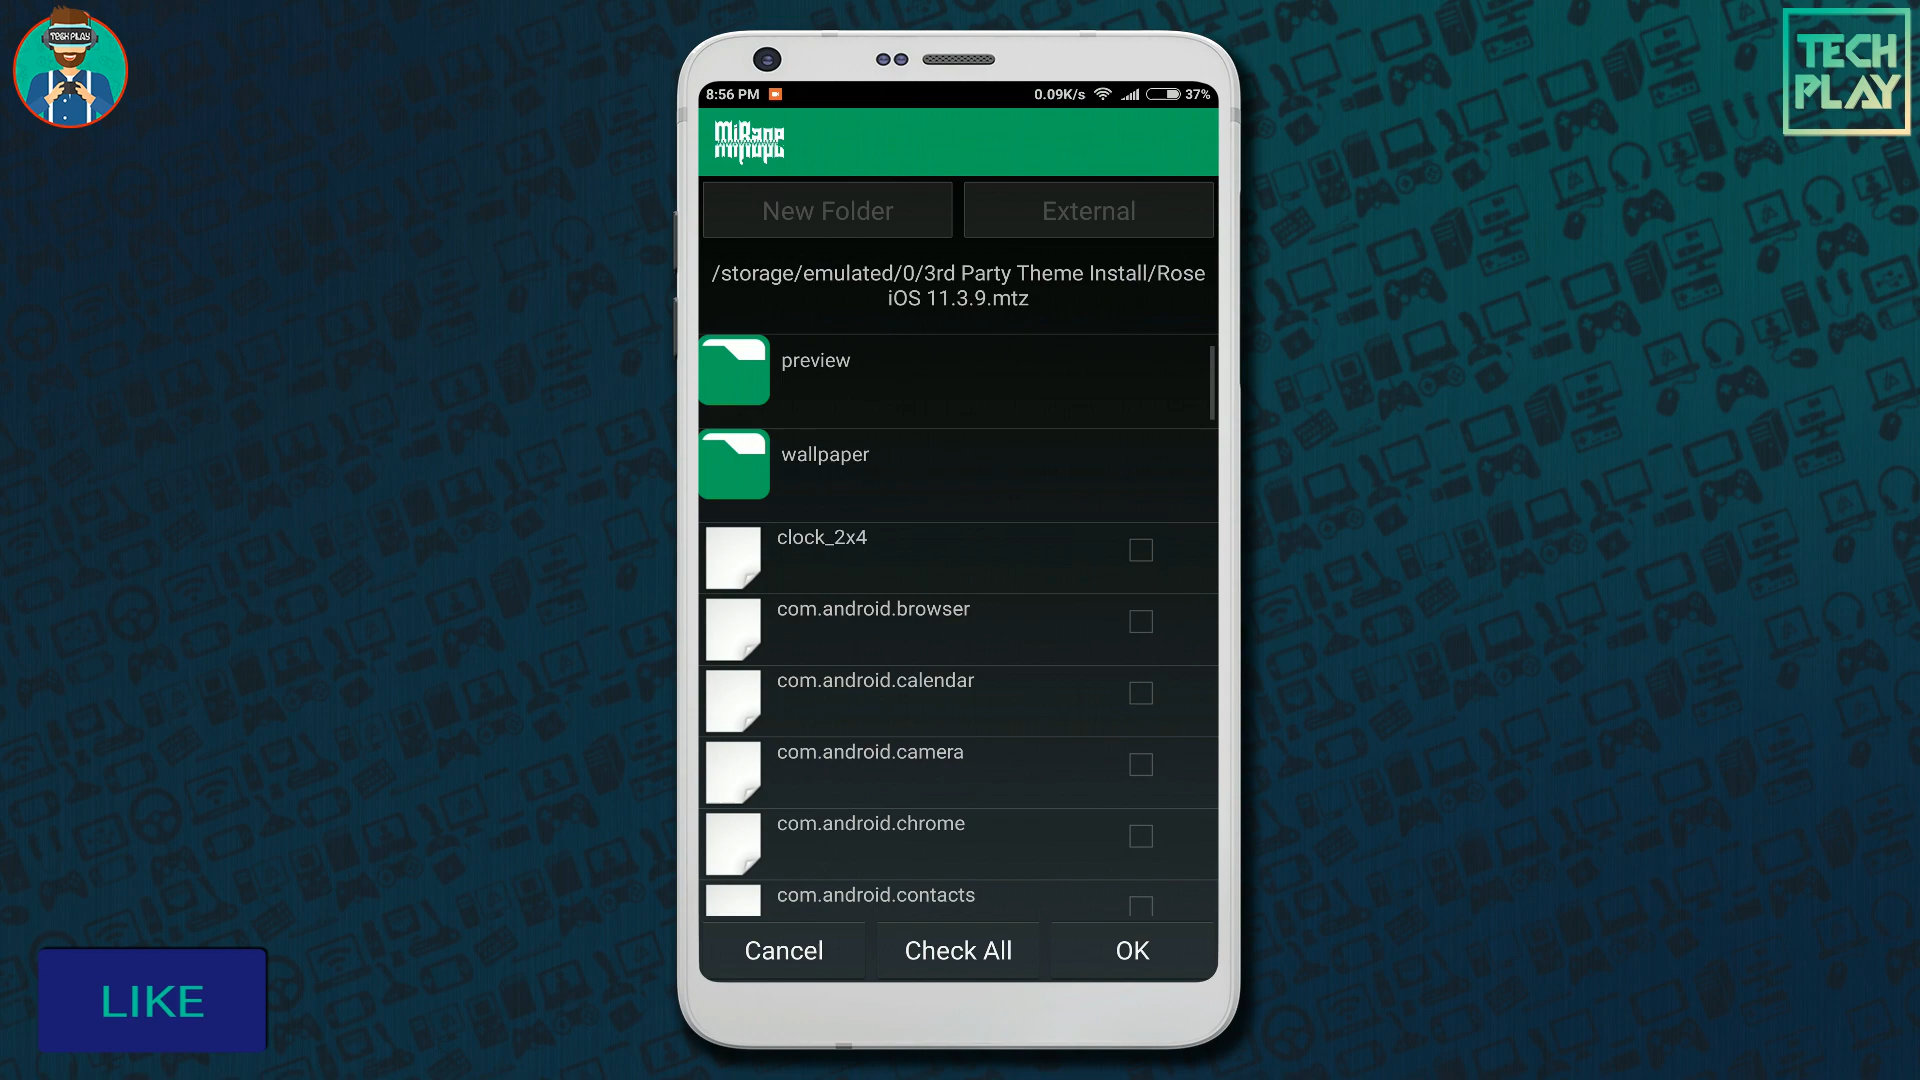 TECH PLAY
TECH
PLAY
8:56 PM
0.09K/s
37%
New Folder
External
/storage/emulated/0/3rd Party Theme Install/Rose
iOS 11.3.9.mtz
preview
wallpaper
clock_2x4
com.android.browser
com.android.calendar
com.android.camera
com.android.chrome
com.android.contacts
Cancel
Check All
OK
LIKE